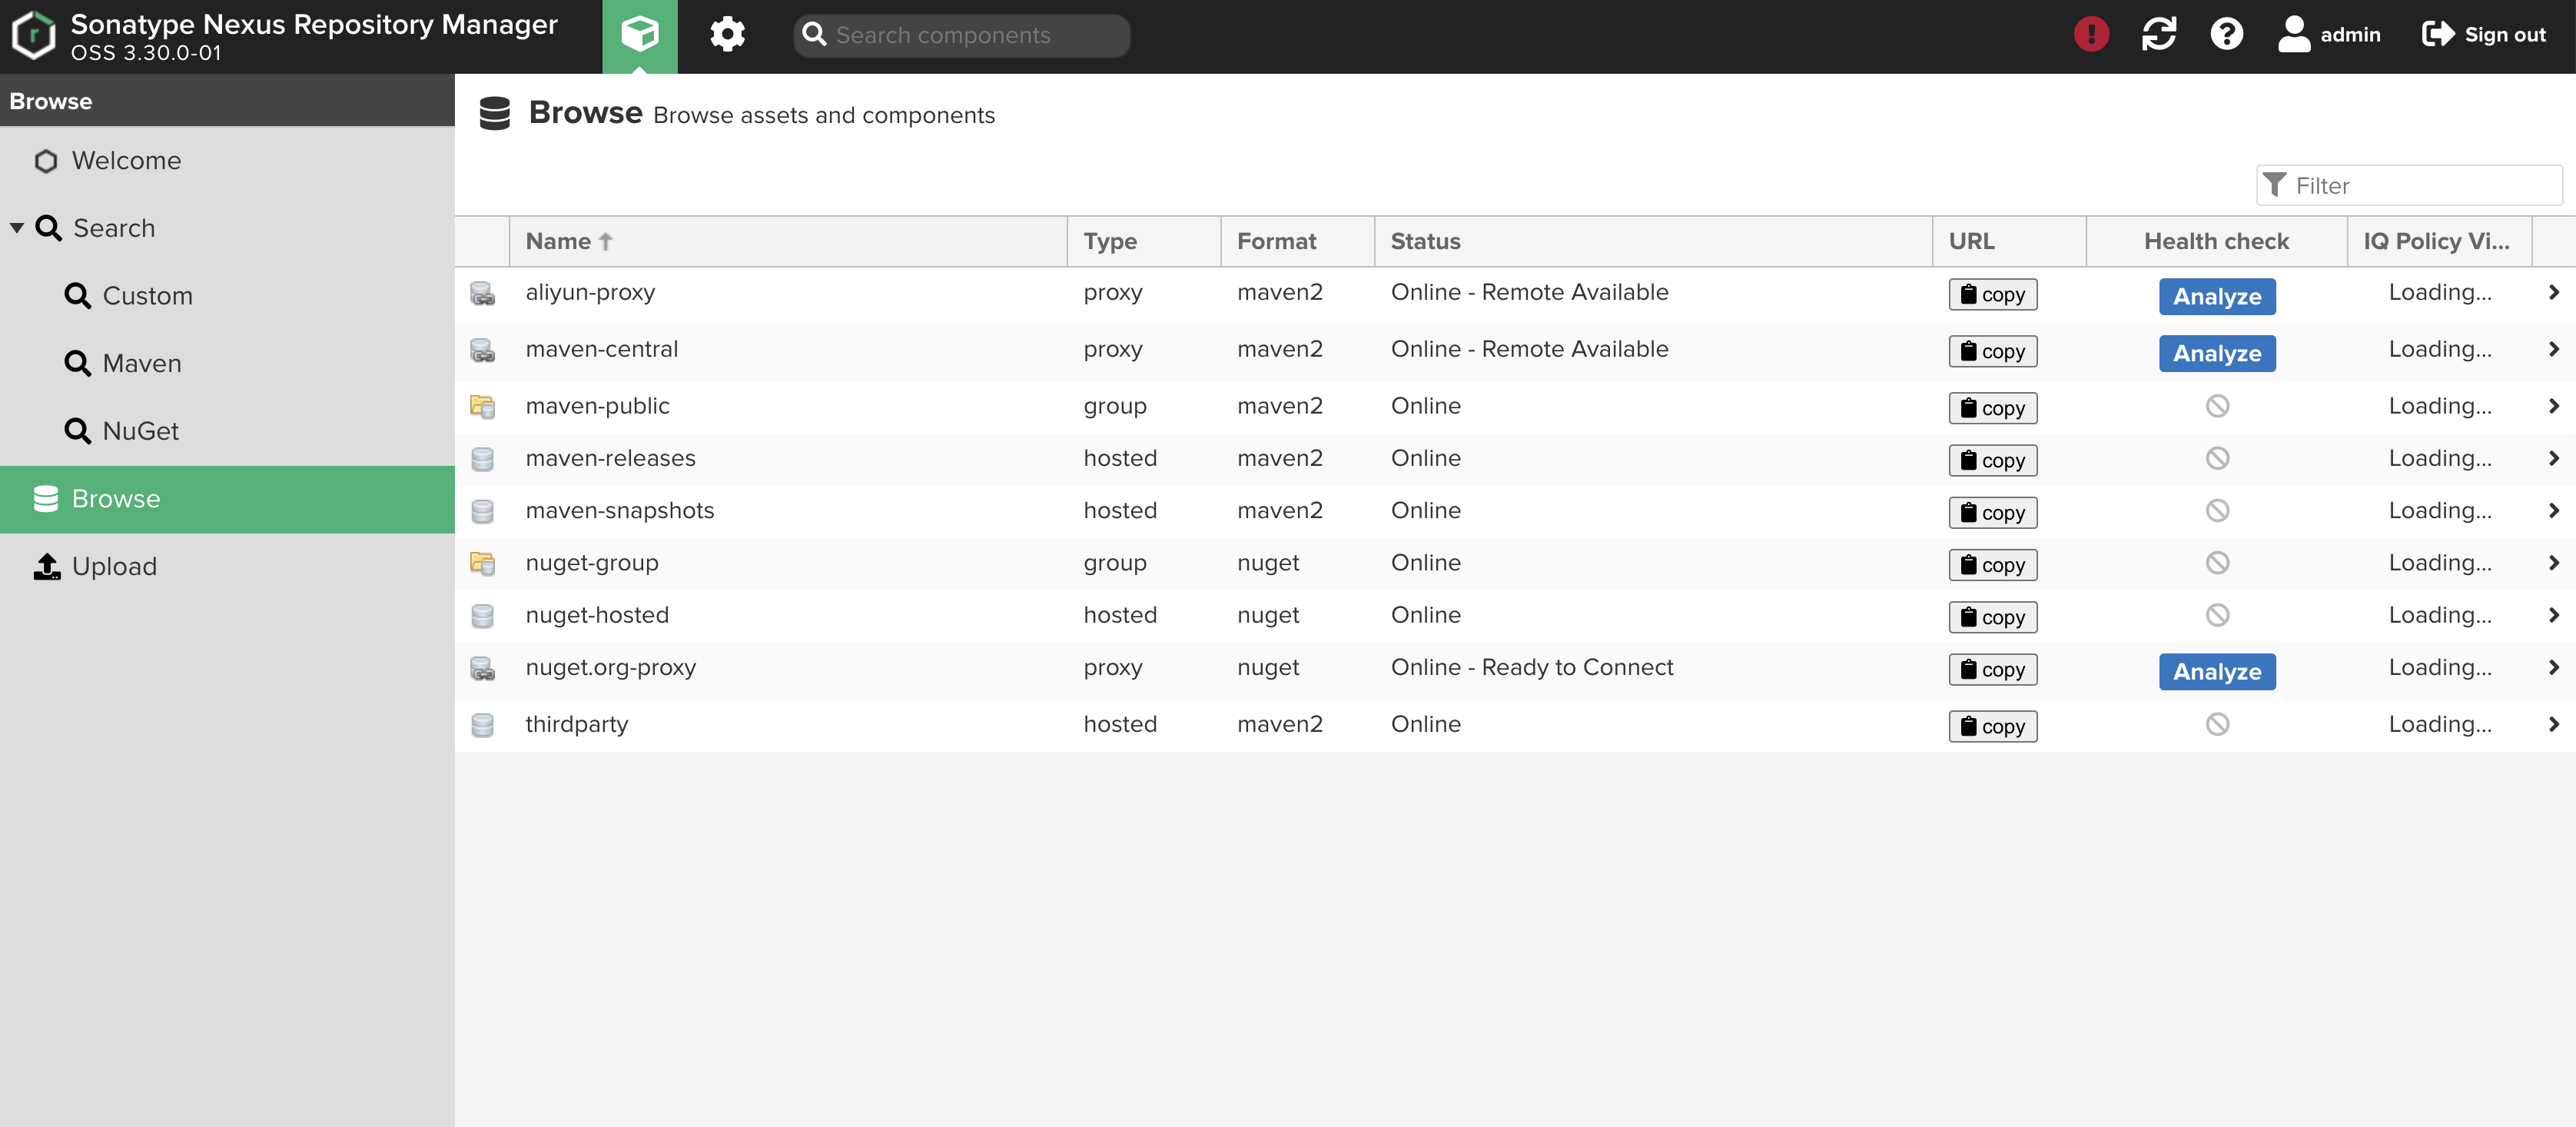 Sonatype Nexus Repository Manager
OSS 3.30.0-01
Search components
admin
Sign out
Browse
Welcome
Search
Custom
Maven
NuGet
Browse
Upload
Browse Browse assets and components
Filter
Name Type Format Status URL Health check IQ Policy Vi...
aliyun-proxy proxy maven2 Online - Remote Available copy Analyze Loading...
maven-central proxy maven2 Online - Remote Available copy Analyze Loading...
maven-public group maven2 Online copy Loading...
maven-releases hosted maven2 Online copy Loading...
maven-snapshots hosted maven2 Online copy Loading...
nuget-group group nuget Online copy Loading...
nuget-hosted hosted nuget Online copy Loading...
nuget.org-proxy proxy nuget Online - Ready to Connect copy Analyze Loading...
thirdparty hosted maven2 Online copy Loading...